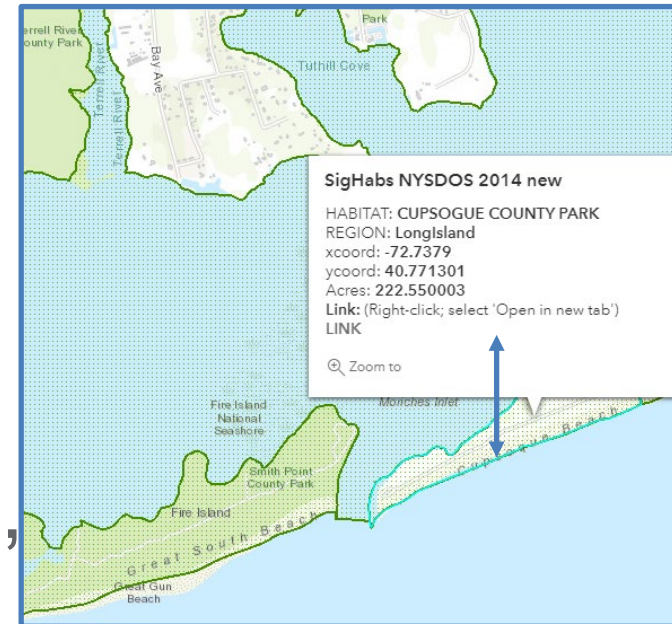 Terrell River
County Park
Terrell River
Terrell River
Bay Ave
Park
Tuthill Cove
SigHabs NYSDOS 2014 new
HABITAT: CUPSOGUE COUNTY PARK
REGION: LongIsland
xcoord: -72.7379
ycoord: 40.771301
Acres: 222.550003
Link: (Right-click; select 'Open in new tab')
LINK
Zoom to
Moriches Inlet
Cupsogue Beach
Fire Island
National
Seashore
Smith Point
County Park
Fire Island
Great South Beach
Great Gun
Beach
,